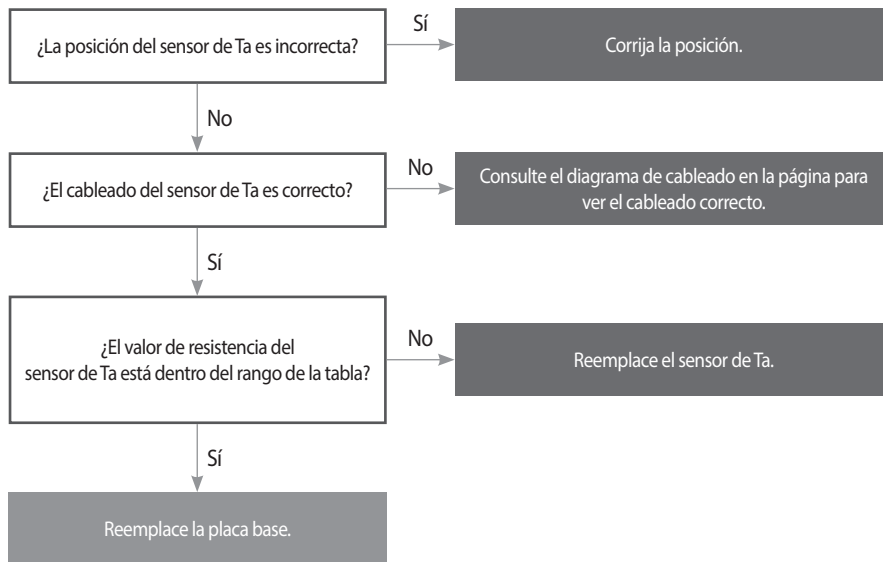 ¿La posición del sensor de Ta es incorrecta?
Sí
Corrija la posición.
No
¿El cableado del sensor de Ta es correcto?
No
Consulte el diagrama de cableado en la página para
ver el cableado correcto.
Sí
¿El valor de resistencia del
sensor de Ta está dentro del rango de la tabla?
No
Reemplace el sensor de Ta.
Sí
Reemplace la placa base.